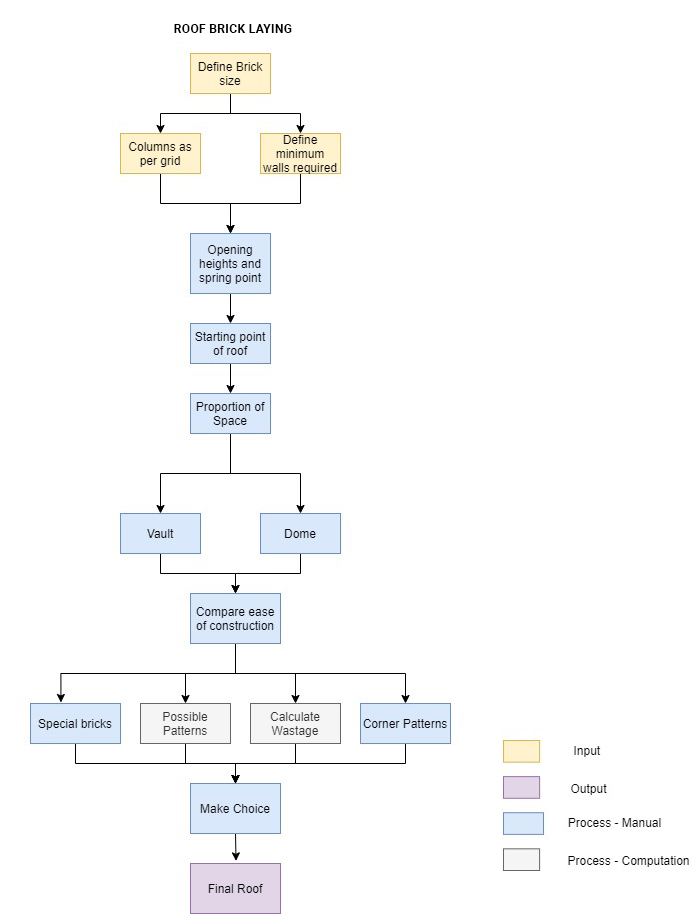 ROOF BRICK LAYING
Define Brick
size
Columns as
per grid
Define
minimum
walls required
Opening
heights and
spring point
Starting point
of roof
Proportion of
Space
Vault
Dome
Compare ease
of construction
Special bricks
Possible
Patterns
Calculate
Wastage
Corner Patterns
Make Choice
Final Roof
Input
Output
Process - Manual
Process - Computation